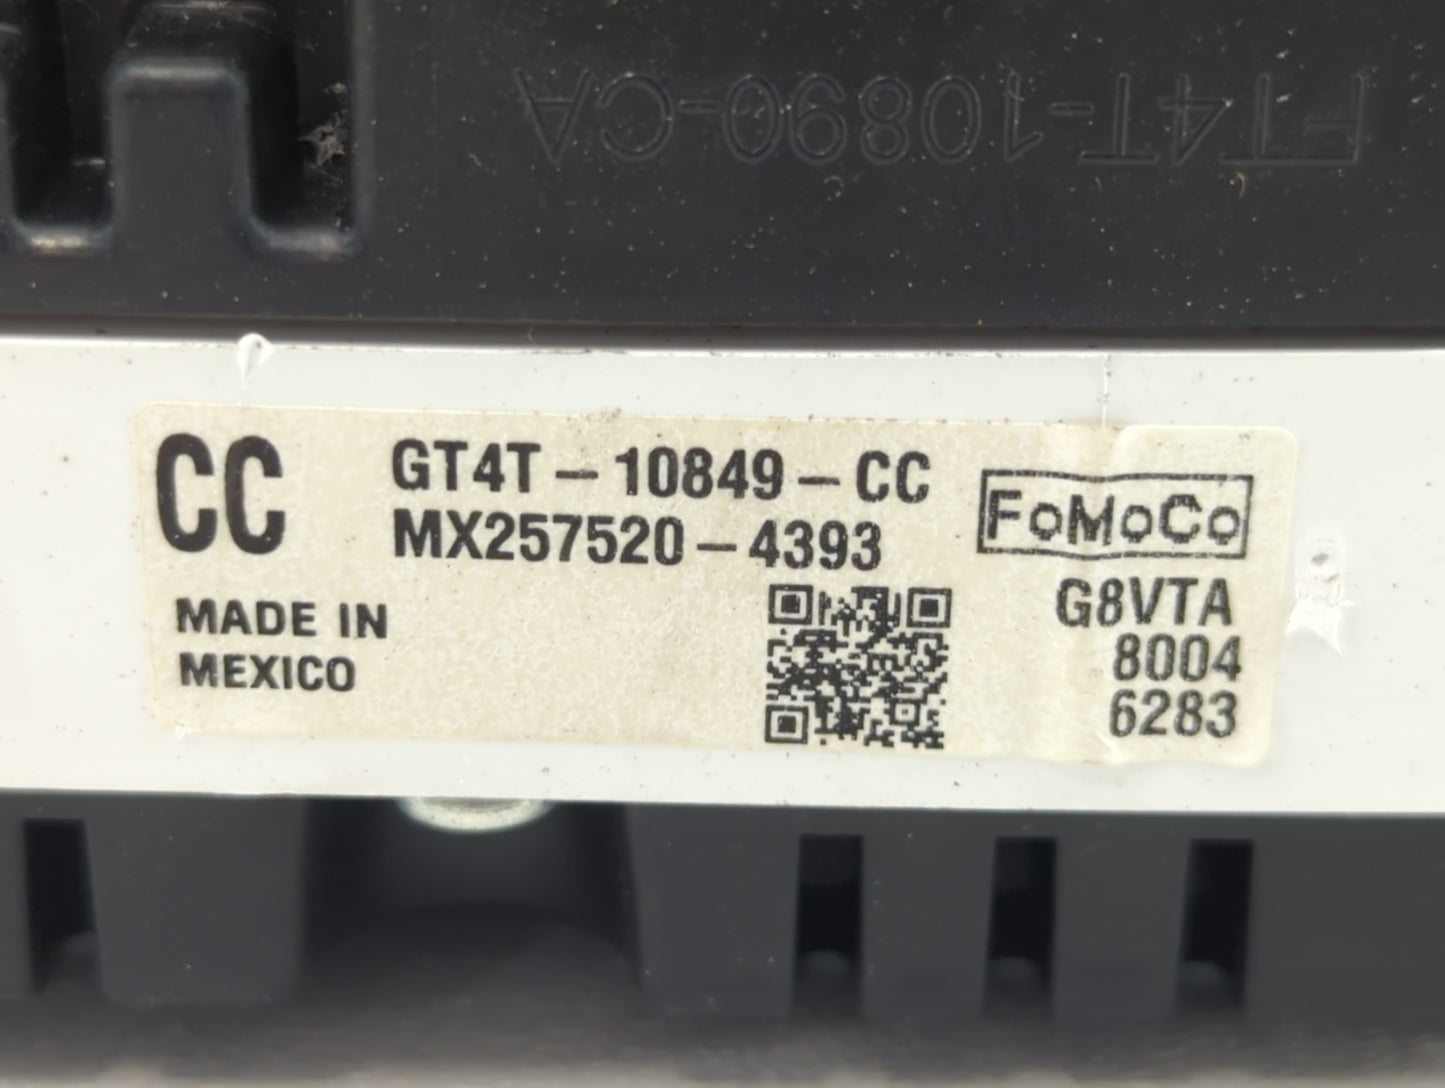 FT4T-10890-CA
CC
GT4T-10849-CC
MX257520-4393
FoMoCo
MADE IN
MEXICO
G8VTA
8004
6283